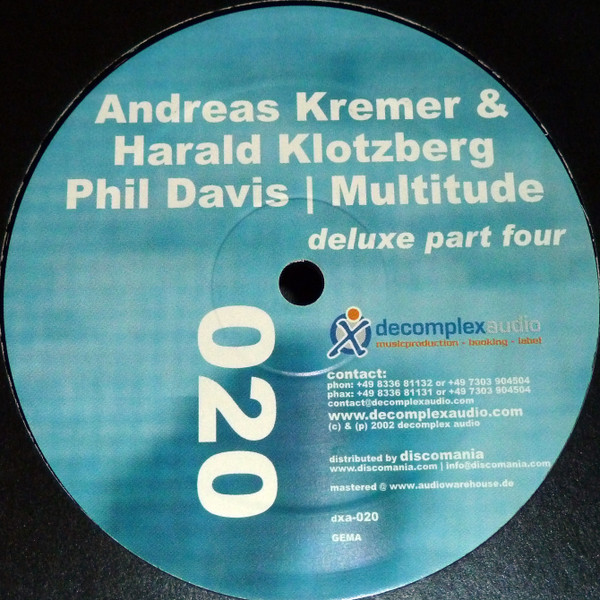 Andreas Kremer &
Harald Klotzberg
Phil Davis | Multitude
deluxe part four
020
decomplexaudio
musicproduction - booking - label
contact:
phon: +49 8336 81132 or +49 7303 904504
phax: +49 8336 81131 or +49 7303 904504
contact@decomplexaudio.com
www.decomplexaudio.com
(c) & (p) 2002 decomplex audio
distributed by discomania
www.discomania.com | info@discomania.com
mastered @ www.audiowarehouse.de
dxa-020
GEMA